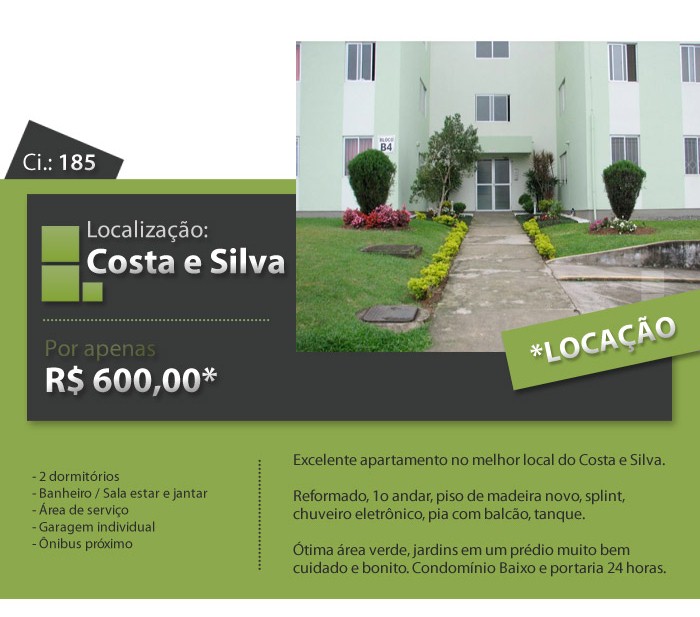 BLOCO
B4
Ci.: 185
Localização:
Costa e Silva
Por apenas
R$ 600,00*
*LOCAÇÃO
- 2 dormitórios
- Banheiro / Sala estar e jantar
- Área de serviço
- Garagem individual
- Ônibus próximo
Excelente apartamento no melhor local do Costa e Silva.
Reformado, 1o andar, piso de madeira novo, splint,
chuveiro eletrônico, pia com balcão, tanque.
Ótima área verde, jardins em um prédio muito bem
cuidado e bonito. Condomínio Baixo e portaria 24 horas.